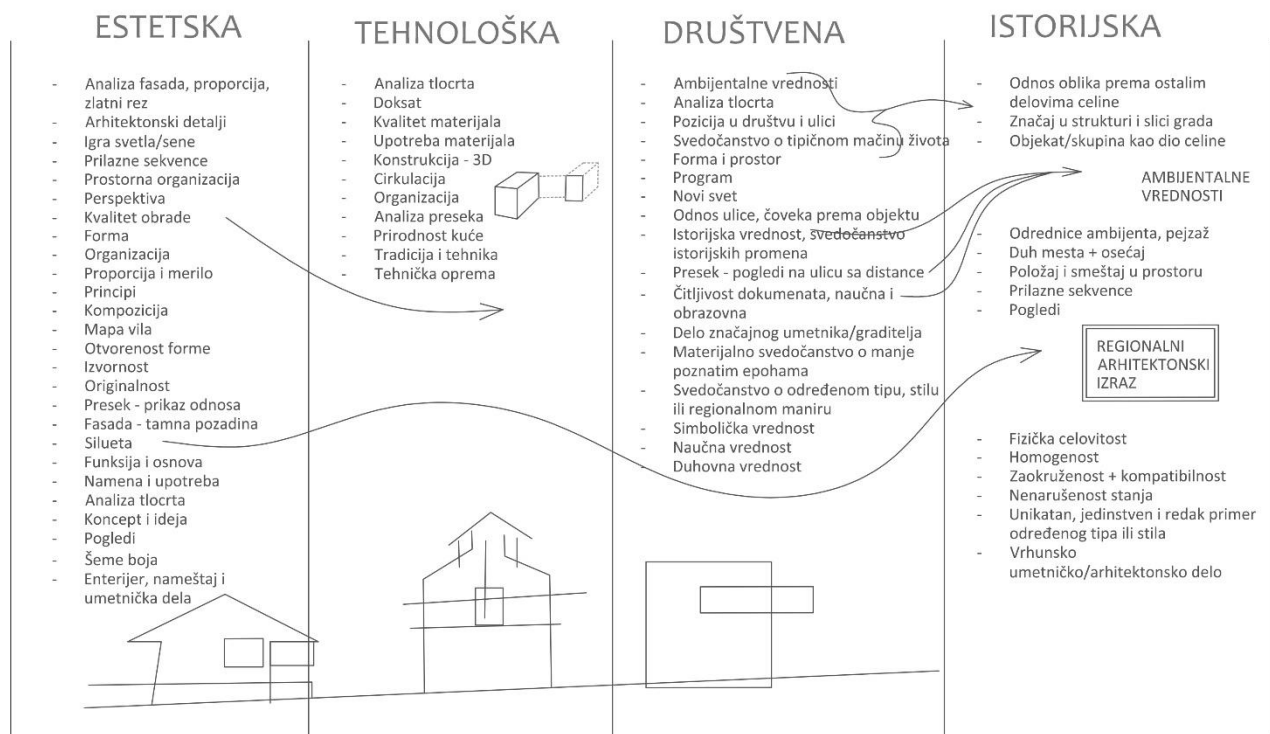 ESTETSKA
- Analiza fasada, proporcija,
zlatni rez
- Arhitektonski detalji
- Igra svetla/sene
- Prilazne sekvence
- Prostorna organizacija
- Perspektiva
- Kvalitet obrade
- Forma
- Organizacija
- Proporcija i merilo
- Principi
- Kompozicija
- Mapa vila
- Otvorenost forme
- Izvornost
- Originalnost
- Presek - prikaz odnosa
- Fasada - tamna pozadina
- Silueta
- Funksija i osnova
- Namena i upotreba
- Analiza tlocrta
- Koncept i ideja
- Pogledi
- Šeme boja
- Enterijer, nameštaj i
umetnička dela
TEHNOLOŠKA
- Analiza tlocrta
- Doksat
- Kvalitet materijala
- Upotreba materijala
- Konstrukcija - 3D
- Cirkulacija
- Organizacija
- Analiza preseka
- Prirodnost kuće
- Tradicija i tehnika
- Tehnička oprema
DRUŠTVENA
- Ambijentalne vrednosti
- Analiza tlocrta
- Pozicija u društvu i ulici
- Svedočanstvo o tipičnom mačinu života
- Forma i prostor
- Program
- Novi svet
- Odnos ulice, čoveka prema objektu
- Istorijska vrednost, svedočanstvo
istorijskih promena
- Presek - pogledi na ulicu sa distance
- Čitljivost dokumenata, naučna i
obrazovna
- Delo značajnog umetnika/graditelja
- Materijalno svedočanstvo o manje
poznatim epohama
- Svedočanstvo o određenom tipu, stilu
ili regionalnom maniru
- Simbolička vrednost
- Naučna vrednost
- Duhovna vrednost
ISTORIJSKA
- Odnos oblika prema ostalim
delovima celine
- Značaj u strukturi i slici grada
- Objekat/skupina kao dio celine
AMBIJENTALNE
VREDNOSTI
- Odrednice ambijenta, pejzaž
- Duh mesta + osećaj
- Položaj i smeštaj u prostoru
- Prilazne sekvence
- Pogledi
REGIONALNI
ARHITEKTONSKI
IZRAZ
- Fizička celovitost
- Homogenost
- Zaokruženost + kompatibilnost
- Nenarušenost stanja
- Unikatan, jedinstven i redak primer
određenog tipa ili stila
- Vrhunsko
umetničko/arhitektonsko delo